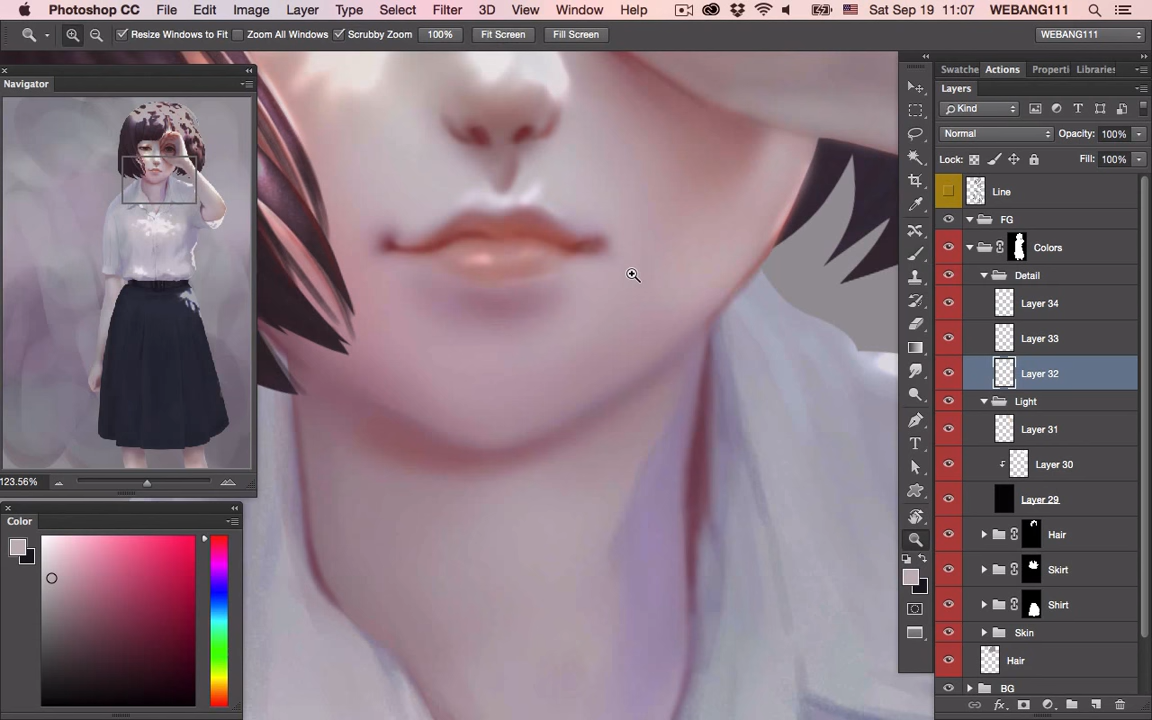 Photoshop CC File Edit Image Layer Type Select Filter 3D View Window Help Sat Sep 19 11:07 WEBANG111
Resize Windows to Fit Zoom All Windows Scrubby Zoom 100% Fit Screen Fill Screen WEBANG111
Navigator
123.56%
Color
Swatche Actions Properti Libraries
Layers
Kind
Normal Opacity: 100%
Lock: Fill: 100%
Line
FG
Colors
Detail
Layer 34
Layer 33
Layer 32
Light
Layer 31
Layer 30
Layer 29
Hair
Skirt
Shirt
Skin
Hair
BG
fx